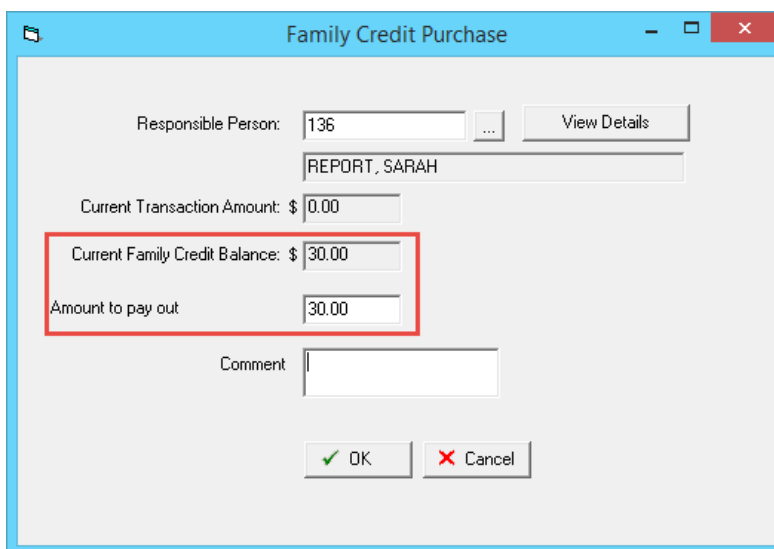 Family Credit Purchase
Responsible Person: 136 ... View Details
REPORT, SARAH
Current Transaction Amount: $ 0.00
Current Family Credit Balance: $ 30.00
Amount to pay out 30.00
Comment
OK Cancel